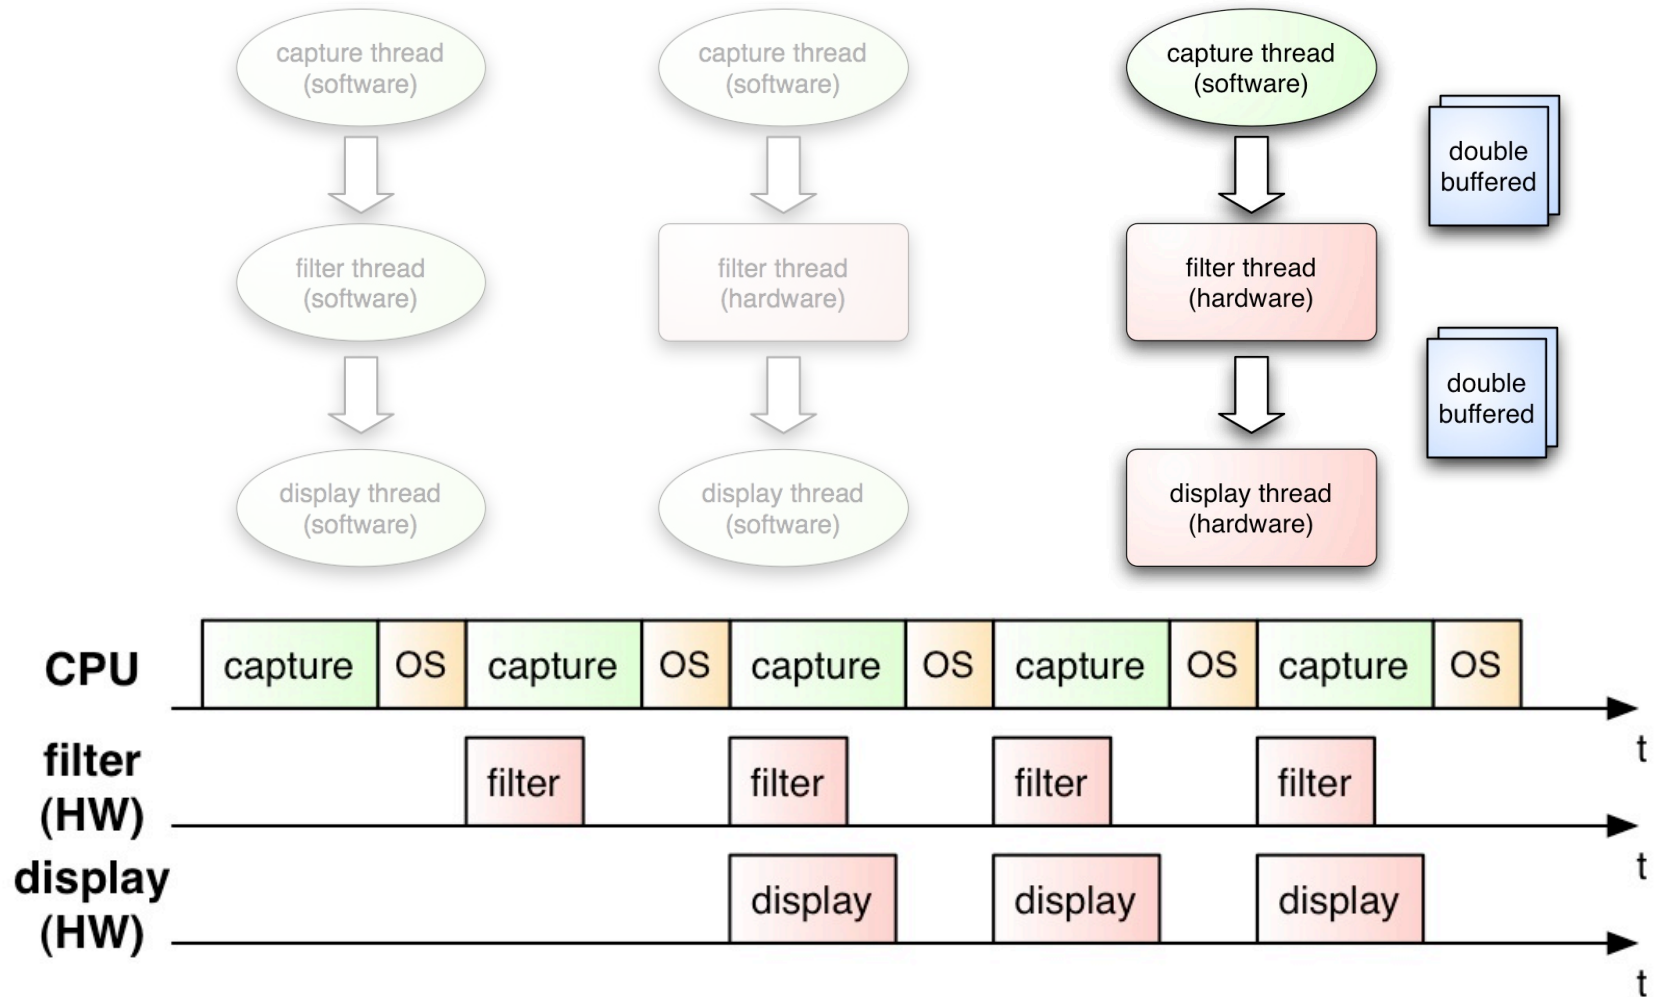 capture thread
(software)
capture thread
(software)
capture thread
(software)
double
buffered
filter thread
(software)
filter thread
(hardware)
filter thread
(hardware)
double
buffered
display thread
(software)
display thread
(software)
display thread
(hardware)
CPU
capture OS capture OS capture OS capture OS capture OS
t
filter
(HW)
filter filter filter filter
t
display
(HW)
display display display
t